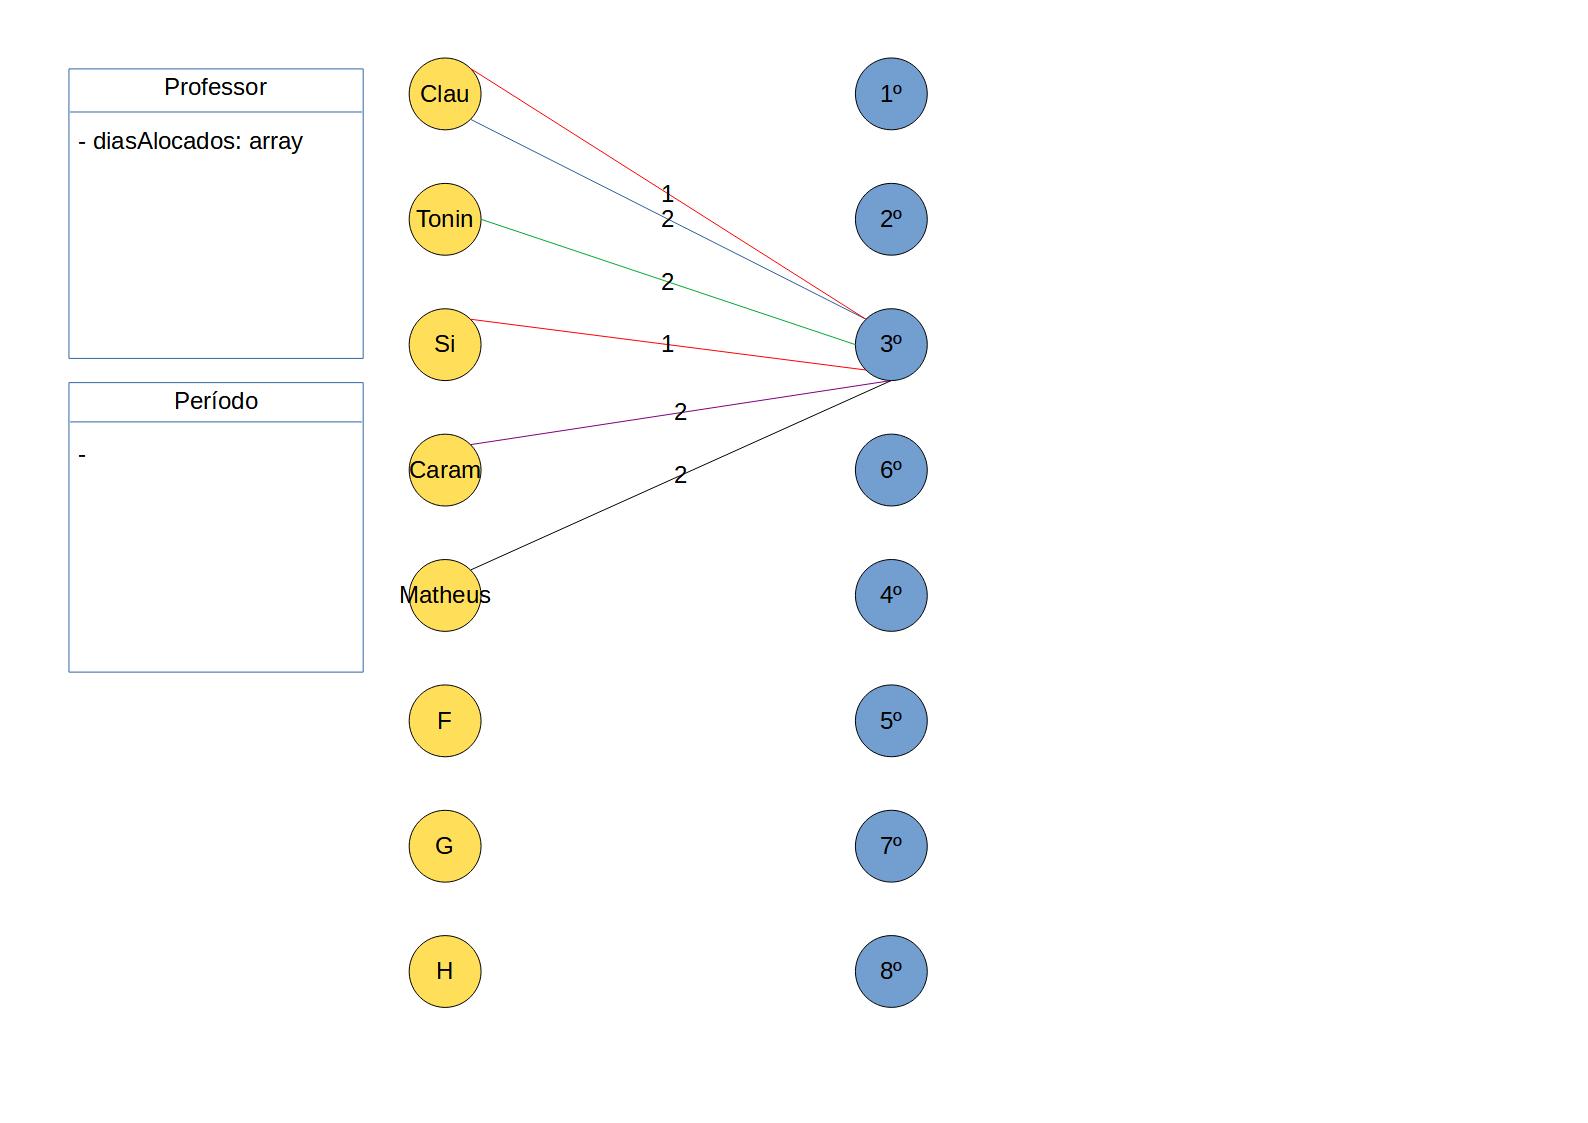 Professor
- diasAlocados: array
Período
-
Clau
Tonin
Si
Caram
Matheus
F
G
H
1
2
2
1
2
2
1º
2º
3º
6º
4º
5º
7º
8º